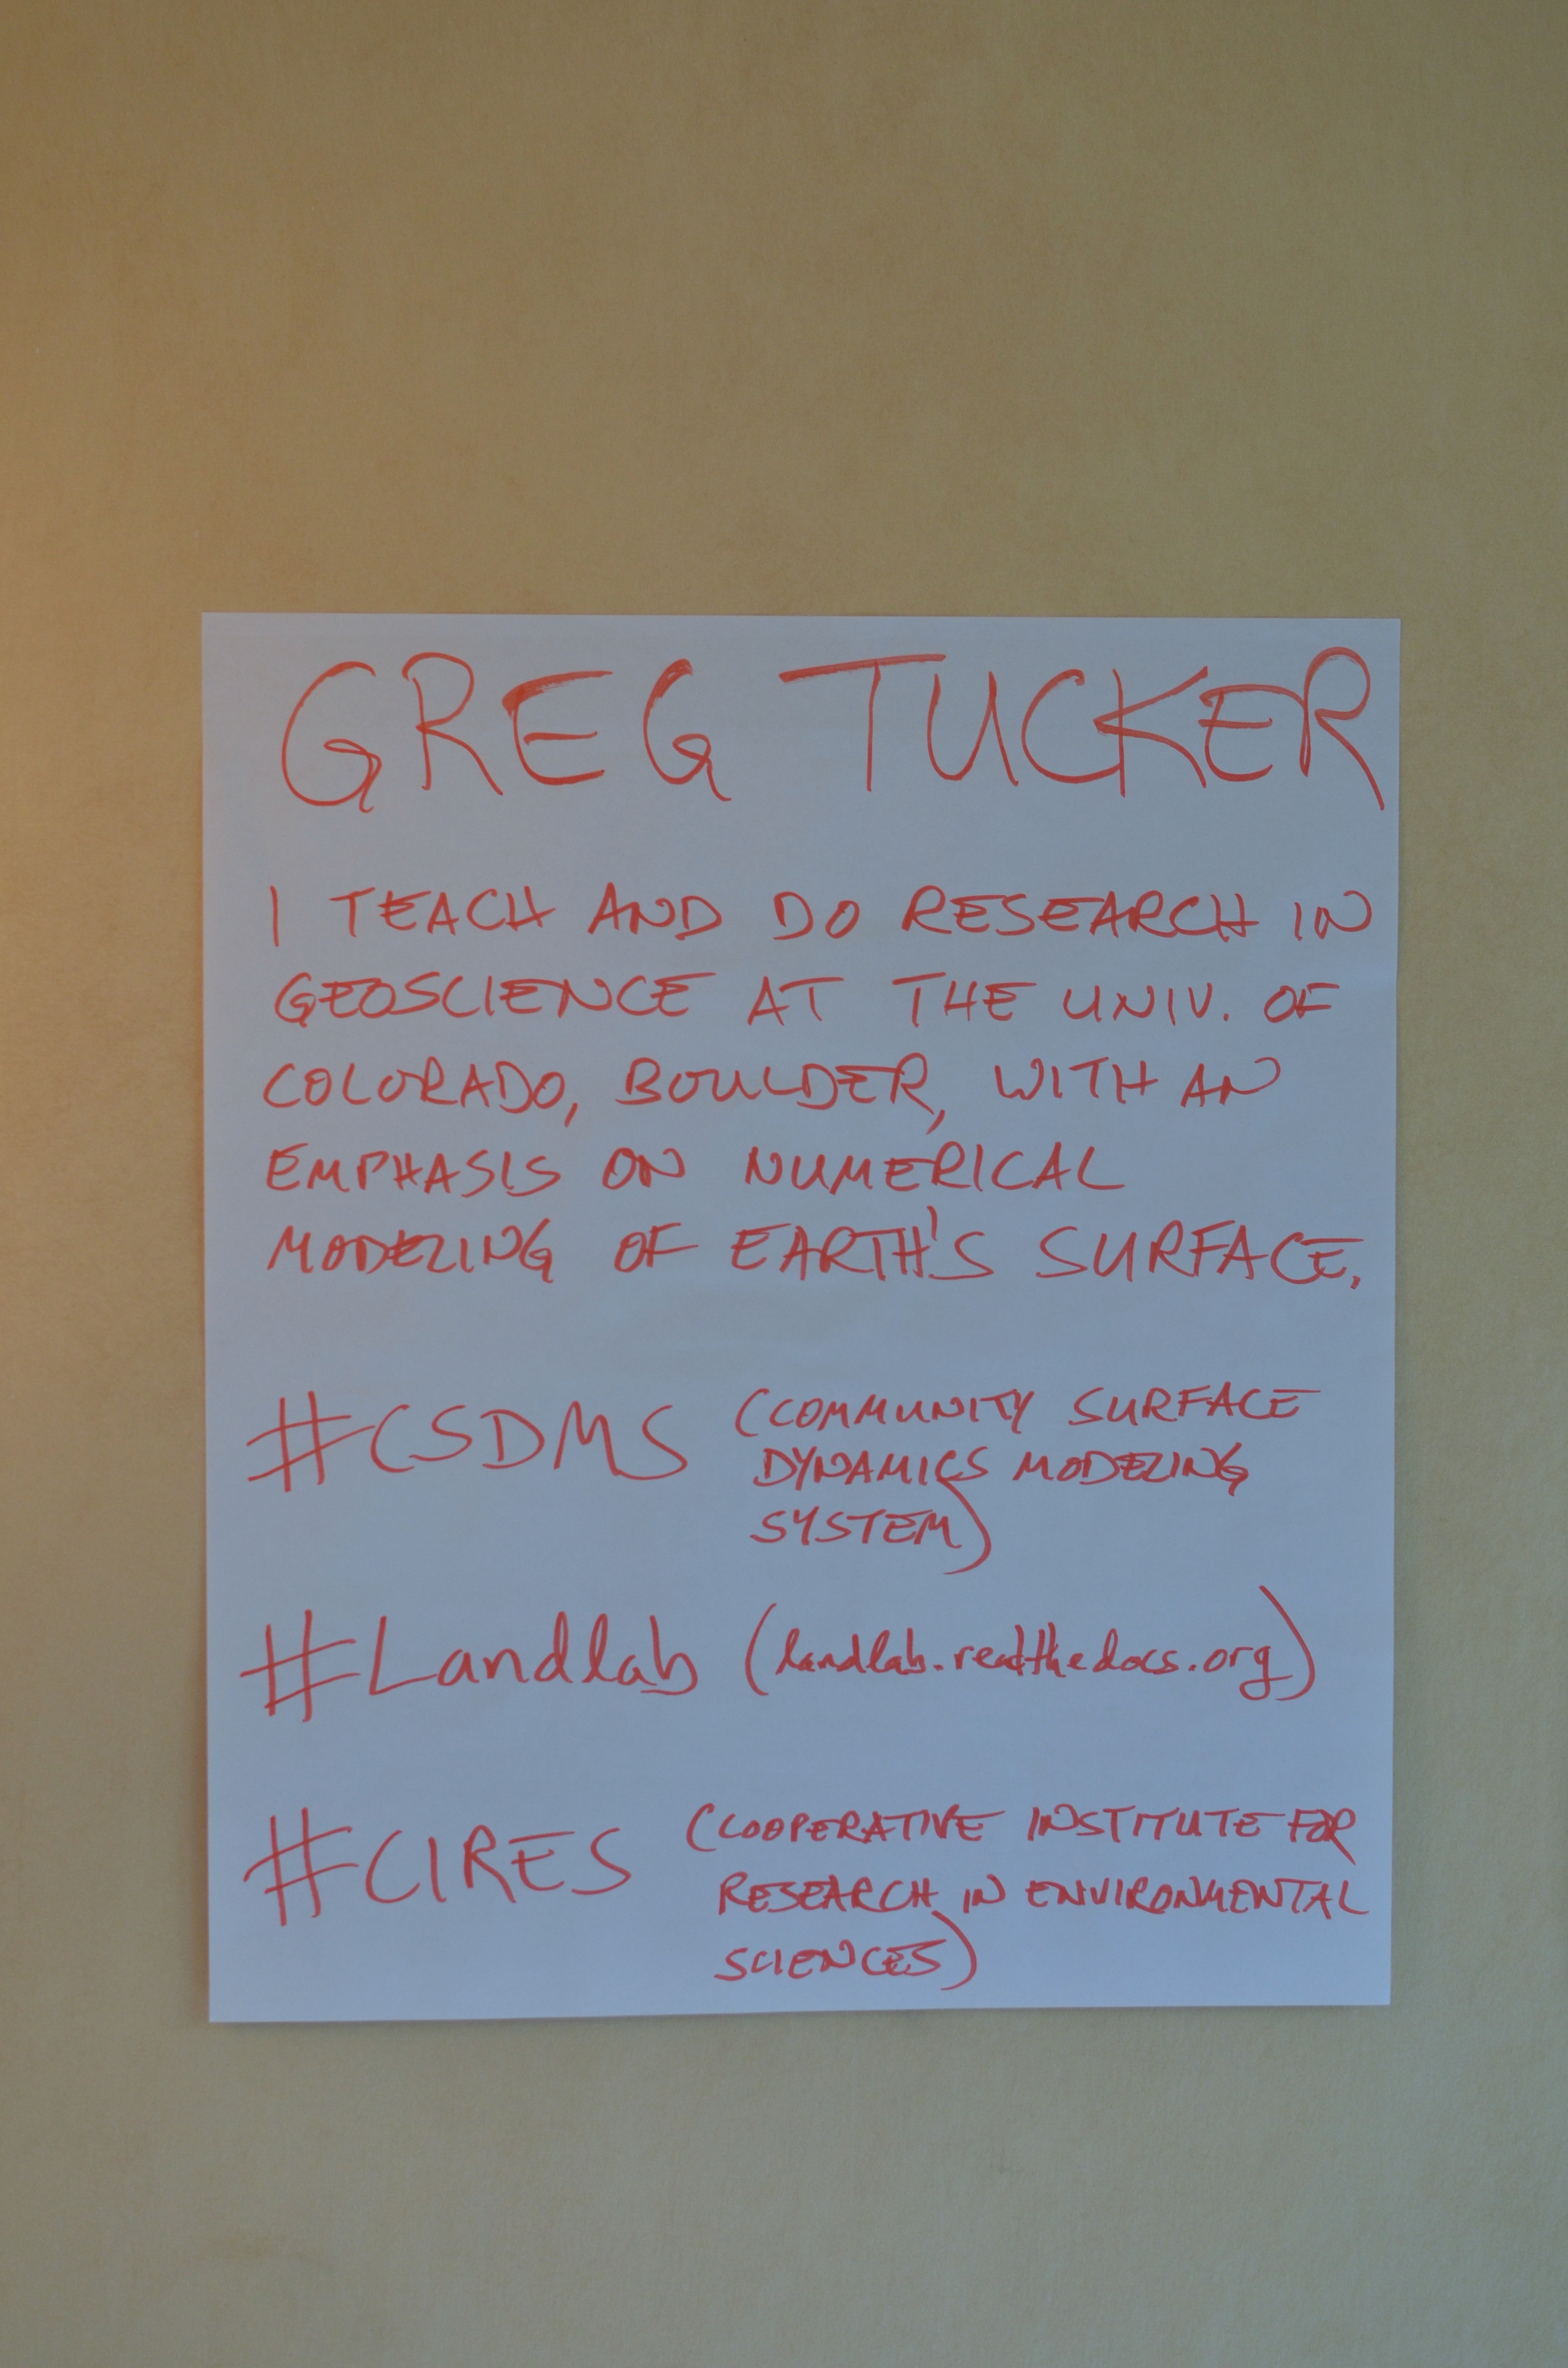 GREG TUCKER
I TEACH AND DO RESEARCH IN
GEOSCIENCE AT THE UNIV. OF
COLORADO, BOULDER, WITH AN
EMPHASIS ON NUMERICAL
MODELING OF EARTH'S SURFACE.
#CSDMS (COMMUNITY SURFACE
DYNAMICS MODELING
SYSTEM)
#Landlab (landlab.readthedocs.org)
#CIRES (COOPERATIVE INSTITUTE FOR
RESEARCH IN ENVIRONMENTAL
SCIENCES)